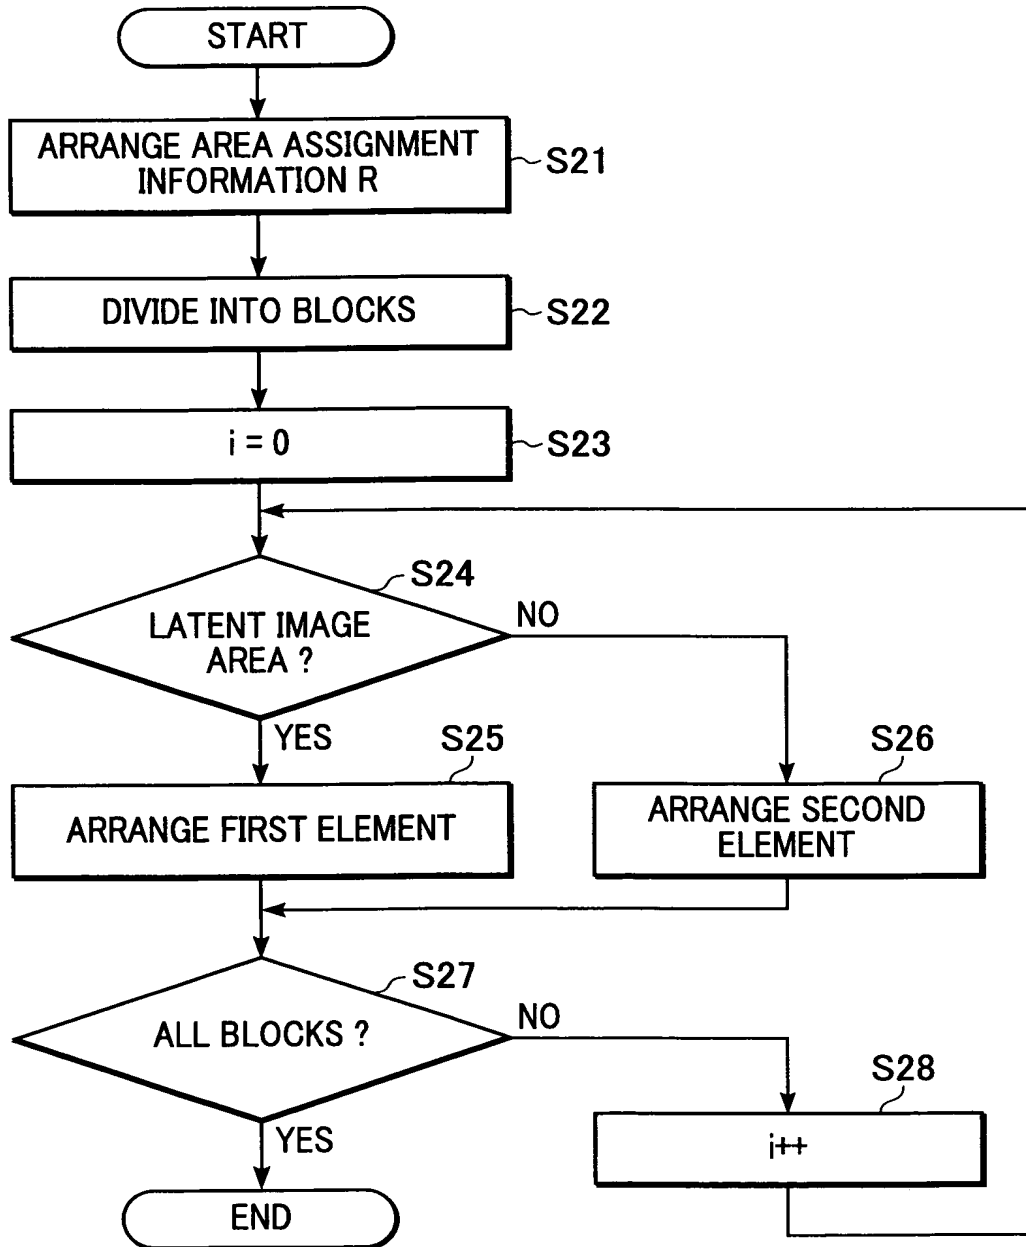 START
ARRANGE AREA ASSIGNMENT
INFORMATION R
S21
DIVIDE INTO BLOCKS
S22
i = 0
S23
S24
LATENT IMAGE
AREA ?
NO
YES
S25
ARRANGE FIRST ELEMENT
S26
ARRANGE SECOND
ELEMENT
S27
ALL BLOCKS ?
NO
YES
S28
i++
END